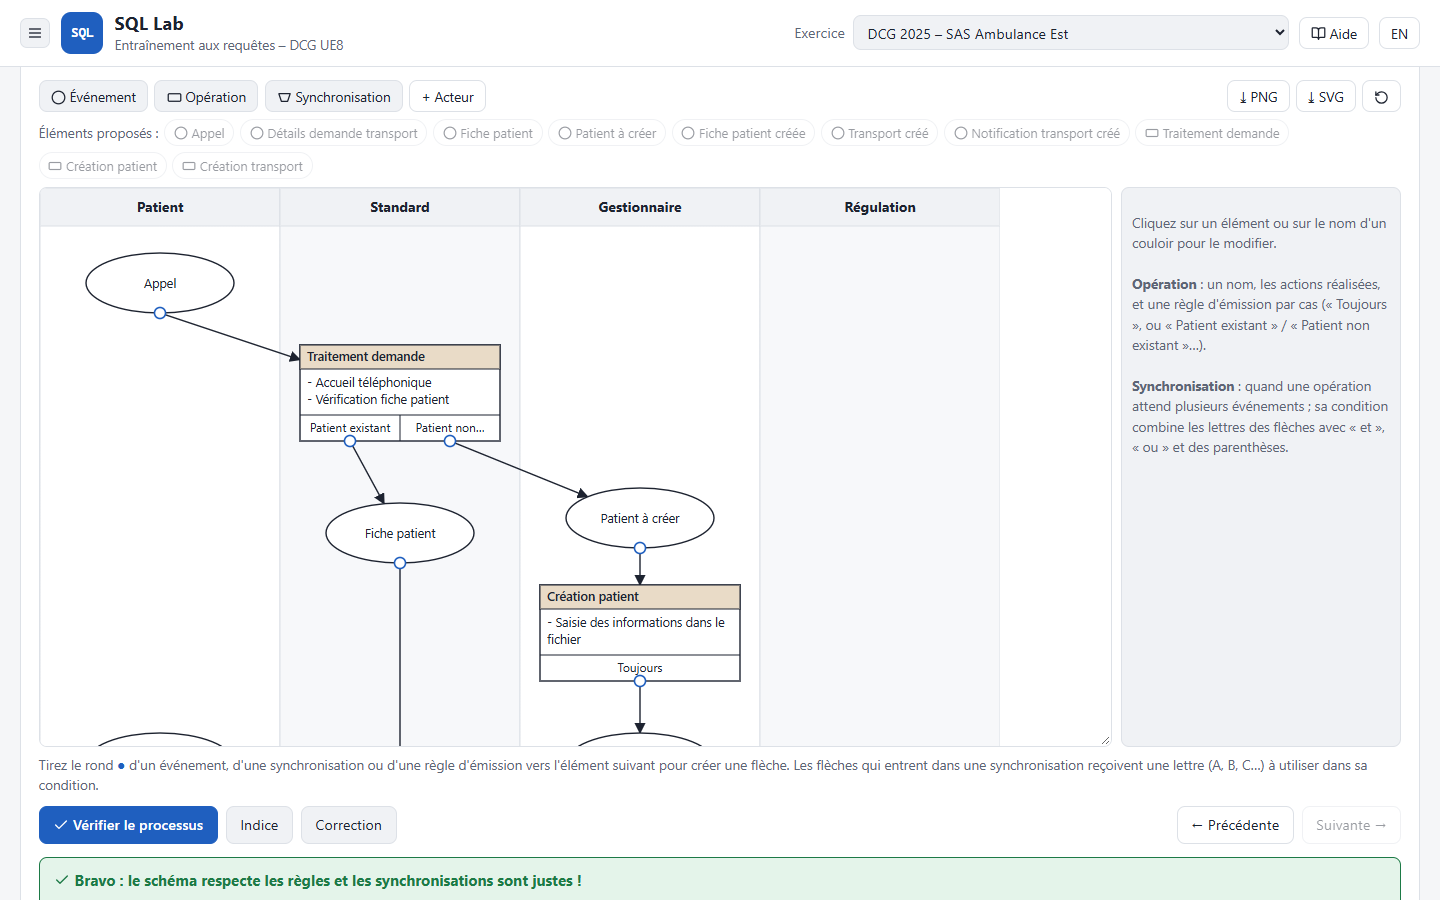 SQL
SQL Lab
Entraînement aux requêtes – DCG UE8
Exercice
DCG 2025 – SAS Ambulance Est
Aide
EN
Événement
Opération
Synchronisation
+ Acteur
↓ PNG
↓ SVG
Éléments proposés :
Appel
Détails demande transport
Fiche patient
Patient à créer
Fiche patient créée
Transport créé
Notification transport créé
Traitement demande
Création patient
Création transport
Patient
Standard
Gestionnaire
Régulation
Appel
Traitement demande
- Accueil téléphonique
- Vérification fiche patient
Patient existant
Patient non...
Fiche patient
Patient à créer
Création patient
- Saisie des informations dans le
fichier
Toujours
Cliquez sur un élément ou sur le nom d'un
couloir pour le modifier.
Opération : un nom, les actions réalisées,
et une règle d'émission par cas (« Toujours
», ou « Patient existant » / « Patient non
existant »...).
Synchronisation : quand une opération
attend plusieurs événements ; sa condition
combine les lettres des flèches avec « et »,
« ou » et des parenthèses.
Tirez le rond ● d'un événement, d'une synchronisation ou d'une règle d'émission vers l'élément suivant pour créer une flèche. Les flèches qui entrent dans une synchronisation reçoivent une lettre (A, B, C...) à utiliser dans sa
condition.
✓ Vérifier le processus
Indice
Correction
← Précédente
Suivante →
✓ Bravo : le schéma respecte les règles et les synchronisations sont justes !